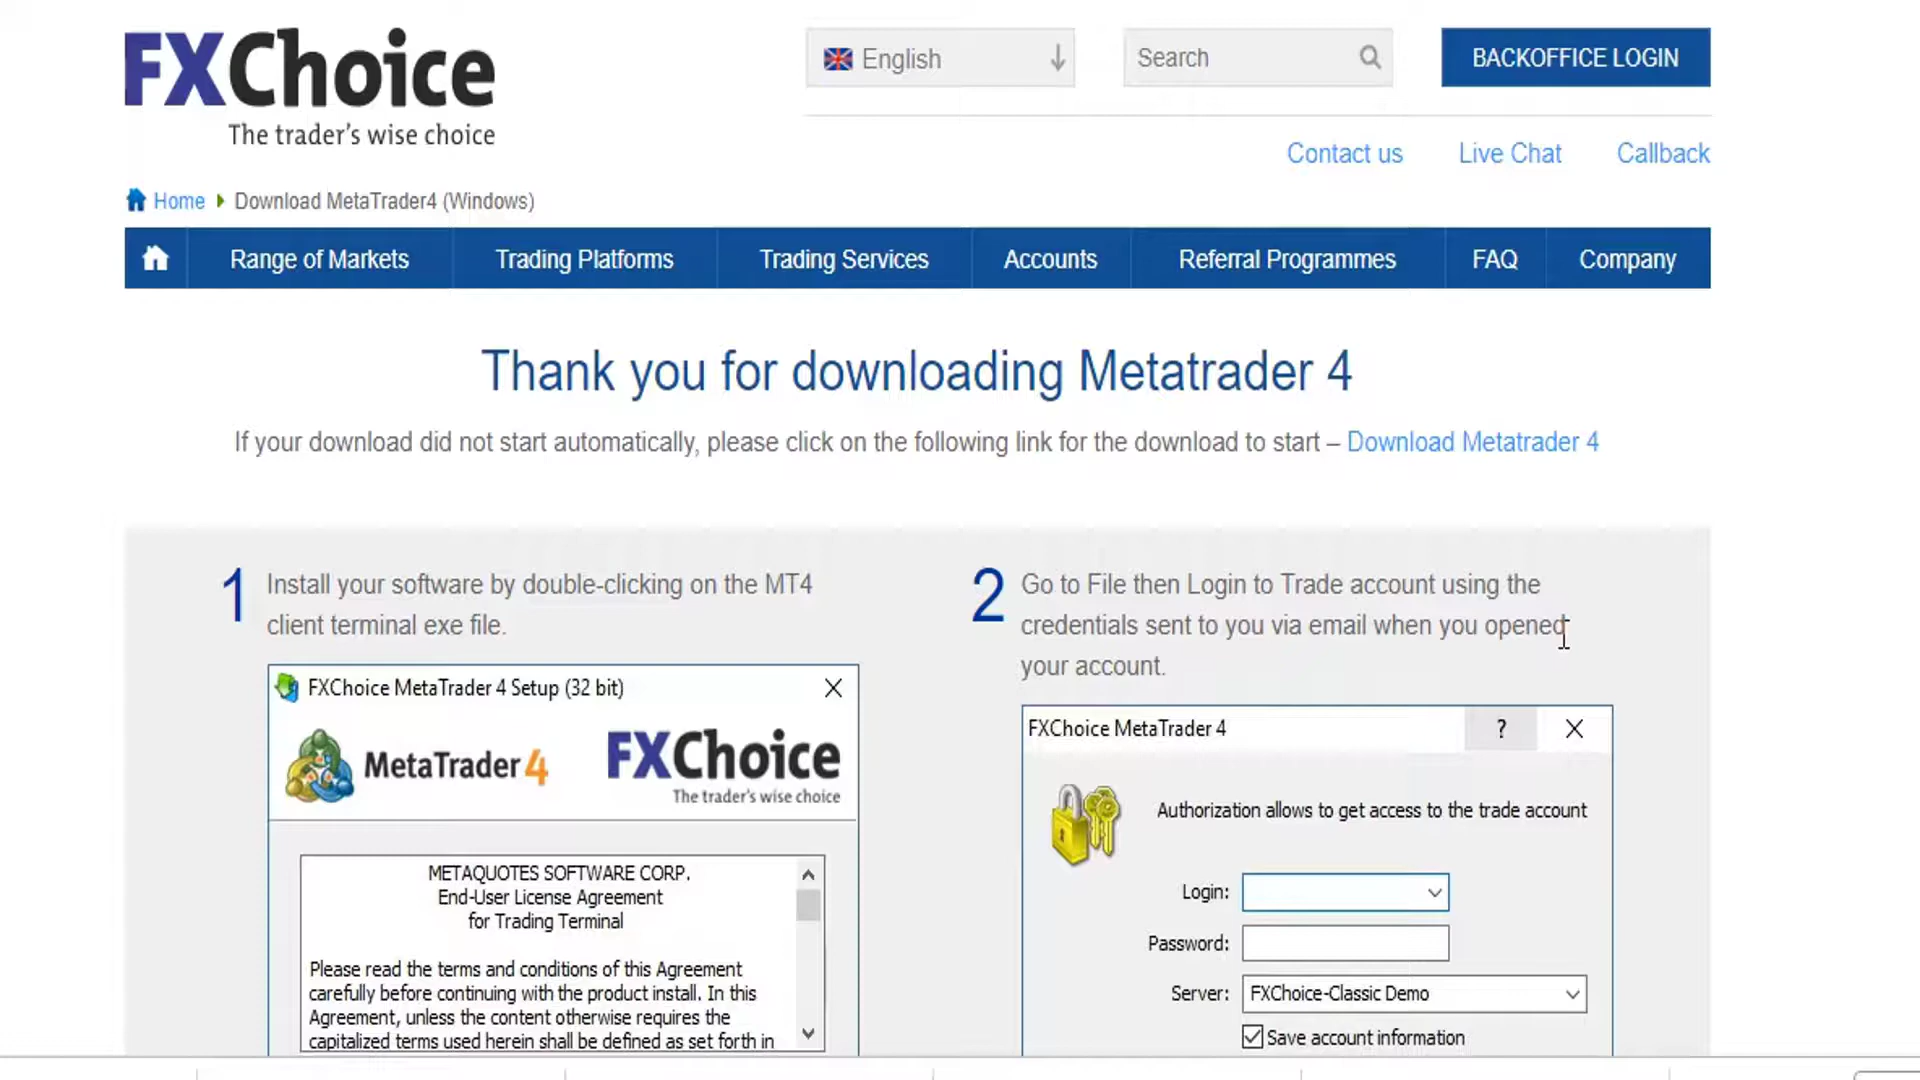 FXChoice
The trader's wise choice
English
Search
BACKOFFICE LOGIN
Contact us
Live Chat
Callback
Home
Download MetaTrader4 (Windows)
Range of Markets
Trading Platforms
Trading Services
Accounts
Referral Programmes
FAQ
Company
Thank you for downloading Metatrader 4
If your download did not start automatically, please click on the following link for the download to start – Download Metatrader 4
1
Install your software by double-clicking on the MT4
client terminal exe file.
FXChoice MetaTrader 4 Setup (32 bit)
MetaTrader 4
FXChoice
The trader's wise choice
METAQUOTES SOFTWARE CORP.
End-User License Agreement
for Trading Terminal
Please read the terms and conditions of this Agreement
carefully before continuing with the product install. In this
Agreement, unless the content otherwise requires the
capitalized terms used herein shall be defined as set forth in
2
Go to File then Login to Trade account using the
credentials sent to you via email when you opened
your account.
FXChoice MetaTrader 4
?
Authorization allows to get access to the trade account
Login:
Password:
Server:
FXChoice-Classic Demo
Save account information